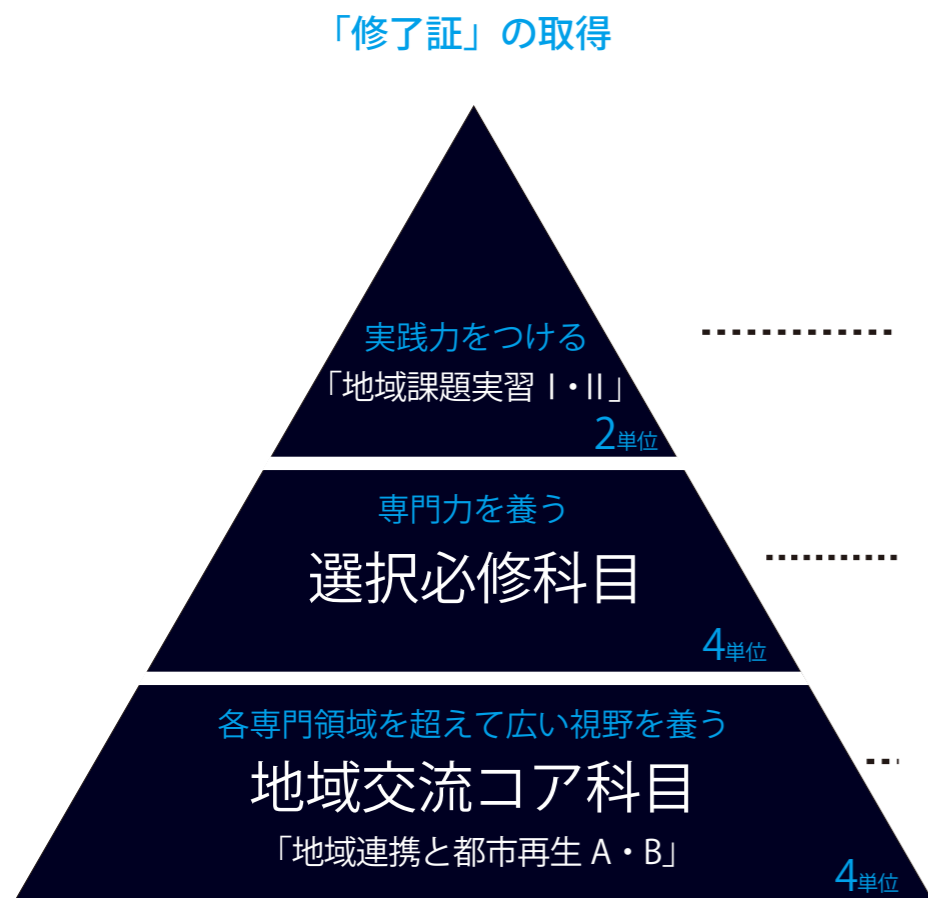 「修了証」の取得
実践力をつける
「地域課題実習 I・II」
2単位
専門力を養う
選択必修科目
4単位
各専門領域を超えて広い視野を養う
地域交流コア科目
「地域連携と都市再生 A・B」
4単位